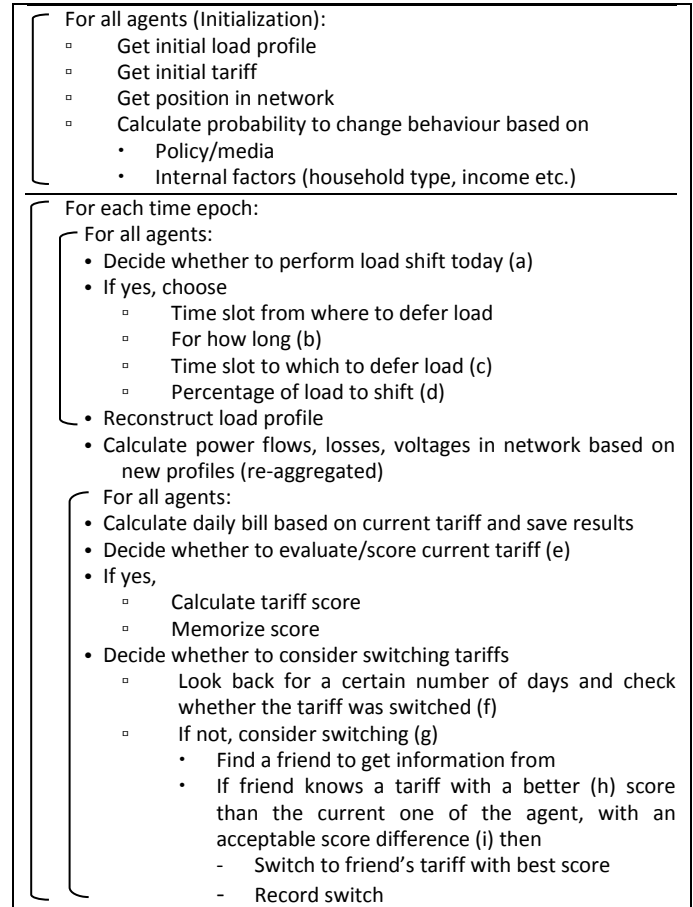 For all agents (Initialization):
▫ Get initial load profile
▫ Get initial tariff
▫ Get position in network
▫ Calculate probability to change behaviour based on
· Policy/media
· Internal factors (household type, income etc.)
For each time epoch:
For all agents:
• Decide whether to perform load shift today (a)
• If yes, choose
▫ Time slot from where to defer load
▫ For how long (b)
▫ Time slot to which to defer load (c)
▫ Percentage of load to shift (d)
• Reconstruct load profile
• Calculate power flows, losses, voltages in network based on
new profiles (re-aggregated)
For all agents:
• Calculate daily bill based on current tariff and save results
• Decide whether to evaluate/score current tariff (e)
• If yes,
▫ Calculate tariff score
▫ Memorize score
• Decide whether to consider switching tariffs
▫ Look back for a certain number of days and check
whether the tariff was switched (f)
▫ If not, consider switching (g)
· Find a friend to get information from
· If friend knows a tariff with a better (h) score
than the current one of the agent, with an
acceptable score difference (i) then
- Switch to friend's tariff with best score
- Record switch